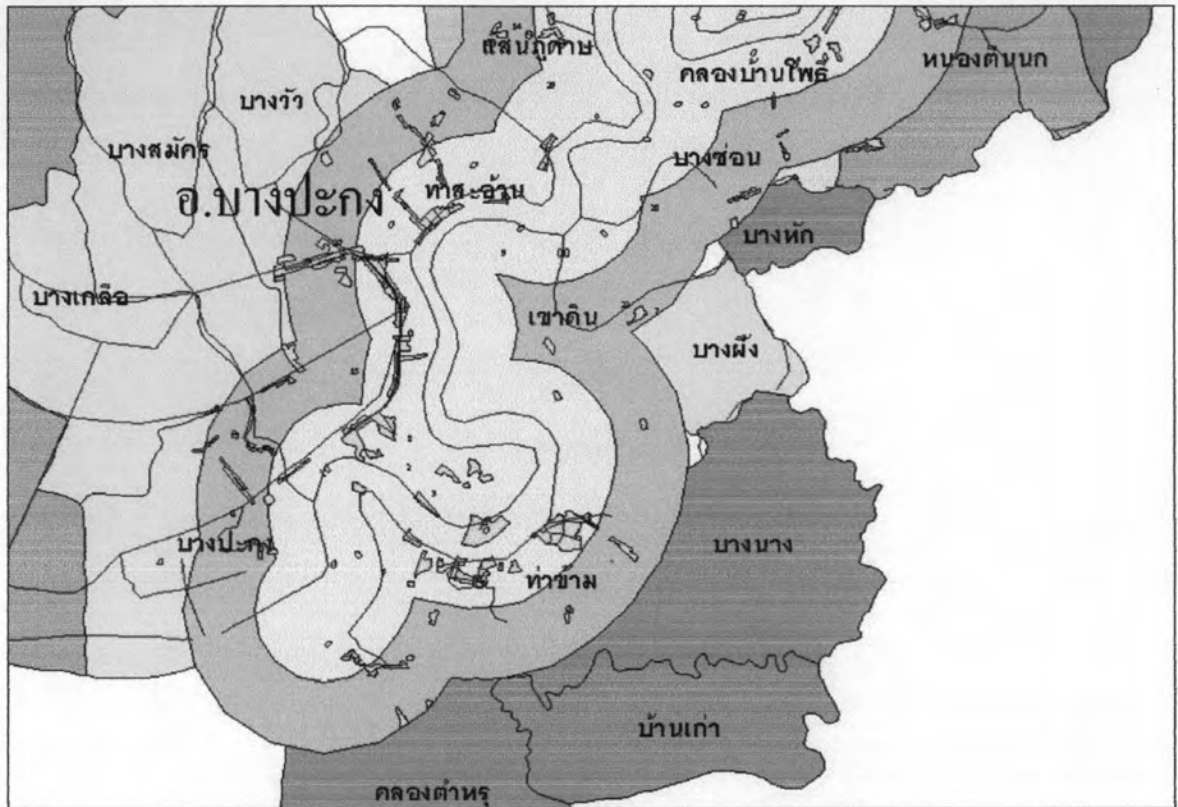 แสนภูดาษ
หนองตีนนก
คลองบ้านโพธิ์
บางวัว
บางสมัคร
บางซ่อน
ท่าสะอ้าน
อ.บางปะกง
บางหัก
บางเกลือ
เขาดิน
บางผึ้ง
บางปะกง
บางนาง
ท่าข้าม
บ้านเก่า
คลองตำหรุ